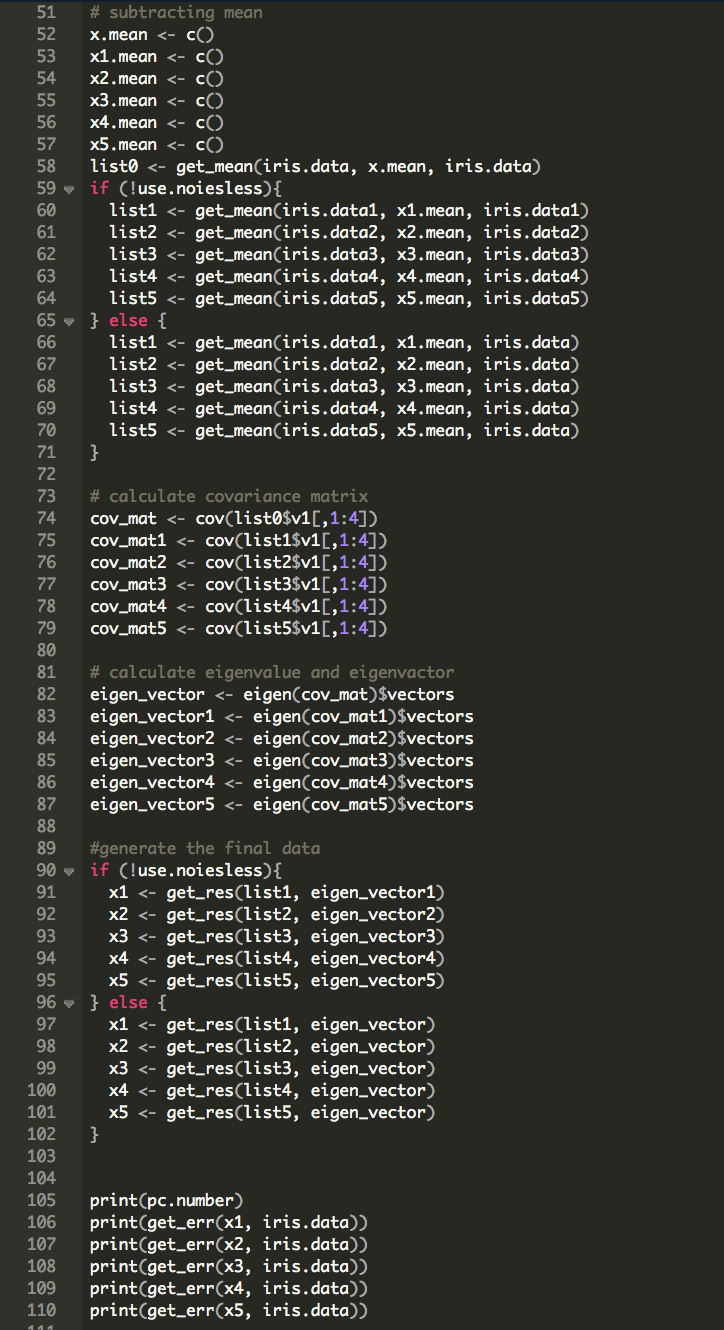 51 # subtracting mean
52 x.mean <- c()
53 x1.mean <- c()
54 x2.mean <- c()
55 x3.mean <- c()
56 x4.mean <- c()
57 x5.mean <- c()
58 list0 <- get_mean(iris.data, x.mean, iris.data)
59 if (!use.noiesless){
60   list1 <- get_mean(iris.data1, x1.mean, iris.data1)
61   list2 <- get_mean(iris.data2, x2.mean, iris.data2)
62   list3 <- get_mean(iris.data3, x3.mean, iris.data3)
63   list4 <- get_mean(iris.data4, x4.mean, iris.data4)
64   list5 <- get_mean(iris.data5, x5.mean, iris.data5)
65 } else {
66   list1 <- get_mean(iris.data1, x1.mean, iris.data)
67   list2 <- get_mean(iris.data2, x2.mean, iris.data)
68   list3 <- get_mean(iris.data3, x3.mean, iris.data)
69   list4 <- get_mean(iris.data4, x4.mean, iris.data)
70   list5 <- get_mean(iris.data5, x5.mean, iris.data)
71 }
72
73 # calculate covariance matrix
74 cov_mat <- cov(list0$v1[,1:4])
75 cov_mat1 <- cov(list1$v1[,1:4])
76 cov_mat2 <- cov(list2$v1[,1:4])
77 cov_mat3 <- cov(list3$v1[,1:4])
78 cov_mat4 <- cov(list4$v1[,1:4])
79 cov_mat5 <- cov(list5$v1[,1:4])
80
81 # calculate eigenvalue and eigenvactor
82 eigen_vector <- eigen(cov_mat)$vectors
83 eigen_vector1 <- eigen(cov_mat1)$vectors
84 eigen_vector2 <- eigen(cov_mat2)$vectors
85 eigen_vector3 <- eigen(cov_mat3)$vectors
86 eigen_vector4 <- eigen(cov_mat4)$vectors
87 eigen_vector5 <- eigen(cov_mat5)$vectors
88
89 #generate the final data
90 if (!use.noiesless){
91   x1 <- get_res(list1, eigen_vector1)
92   x2 <- get_res(list2, eigen_vector2)
93   x3 <- get_res(list3, eigen_vector3)
94   x4 <- get_res(list4, eigen_vector4)
95   x5 <- get_res(list5, eigen_vector5)
96 } else {
97   x1 <- get_res(list1, eigen_vector)
98   x2 <- get_res(list2, eigen_vector)
99   x3 <- get_res(list3, eigen_vector)
100   x4 <- get_res(list4, eigen_vector)
101   x5 <- get_res(list5, eigen_vector)
102 }
103
104
105 print(pc.number)
106 print(get_err(x1, iris.data))
107 print(get_err(x2, iris.data))
108 print(get_err(x3, iris.data))
109 print(get_err(x4, iris.data))
110 print(get_err(x5, iris.data))